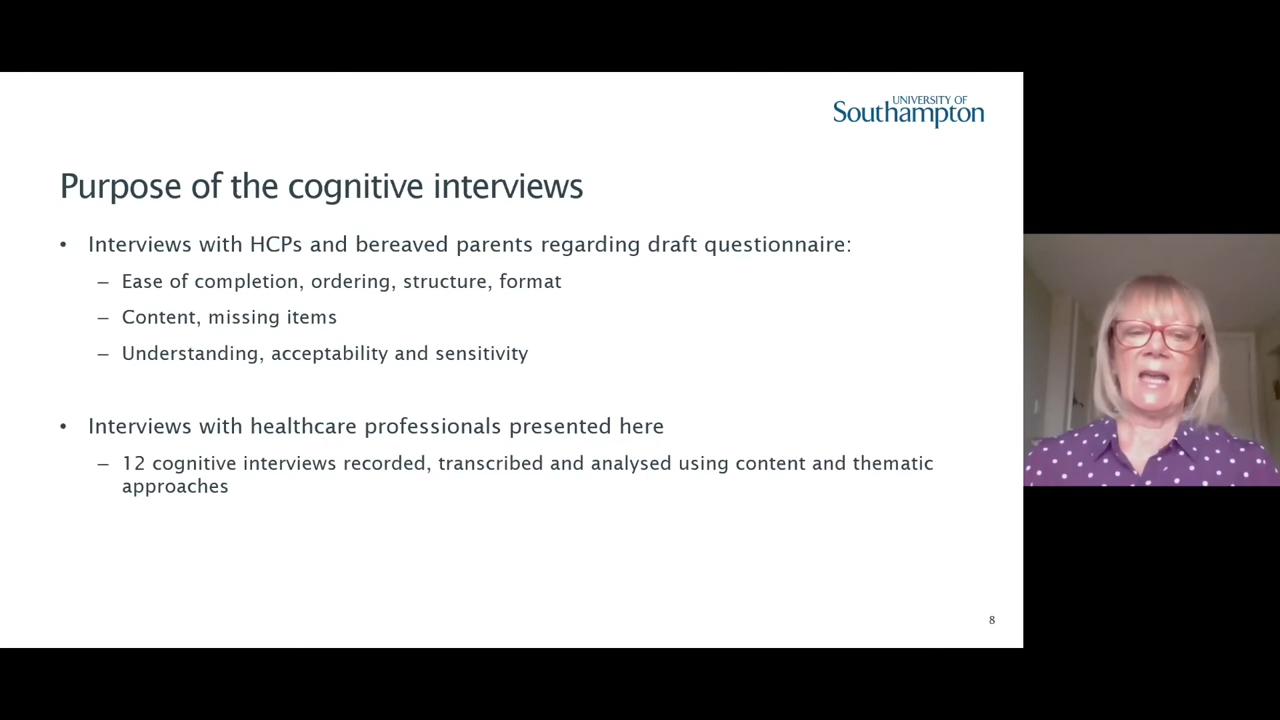 UNIVERSITY OF
Southampton
Purpose of the cognitive interviews
• Interviews with HCPs and bereaved parents regarding draft questionnaire:
– Ease of completion, ordering, structure, format
– Content, missing items
– Understanding, acceptability and sensitivity
• Interviews with healthcare professionals presented here
– 12 cognitive interviews recorded, transcribed and analysed using content and thematic
approaches
8